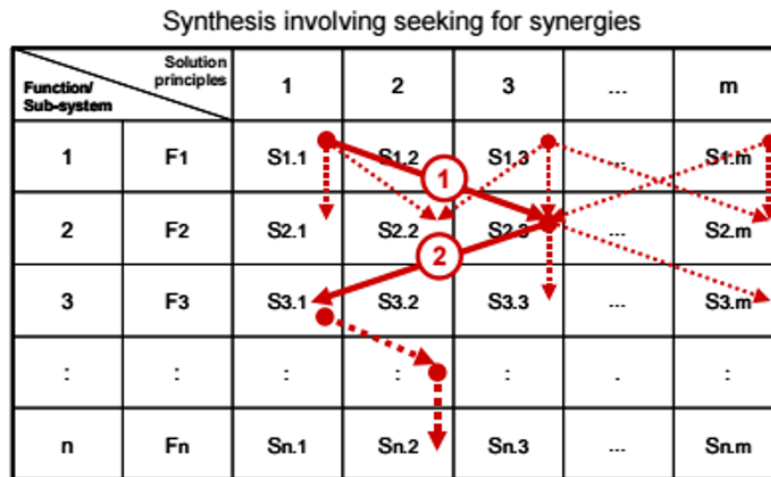 Synthesis involving seeking for synergies
Solution
principles
Function/
Sub-system
1 2 3 ... m
1 F1 S1.1 S1.2 S1.3 ... S1.m
1
2 F2 S2.1 S2.2 S2.3 ... S2.m
2
3 F3 S3.1 S3.2 S3.3 ... S3.m
: : : : : . :
n Fn Sn.1 Sn.2 Sn.3 ... Sn.m